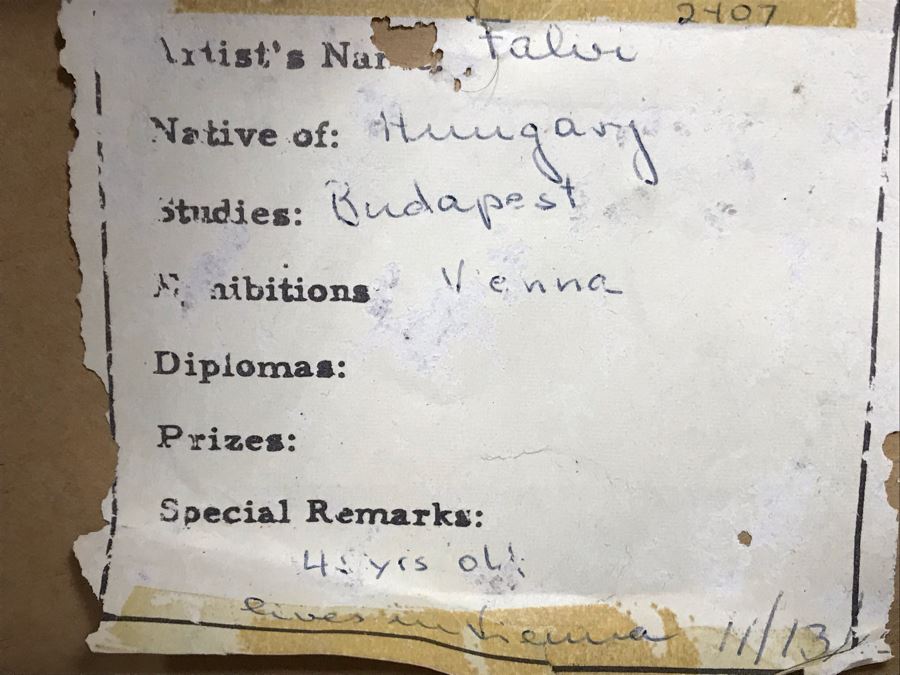 2407
Artist's Name: Falvi
Native of: Hungary
Studies: Budapest
Exhibitions Vienna
Diplomas:
Prizes:
Special Remarks:
45 yrs old;
lives in Vienna 11/13